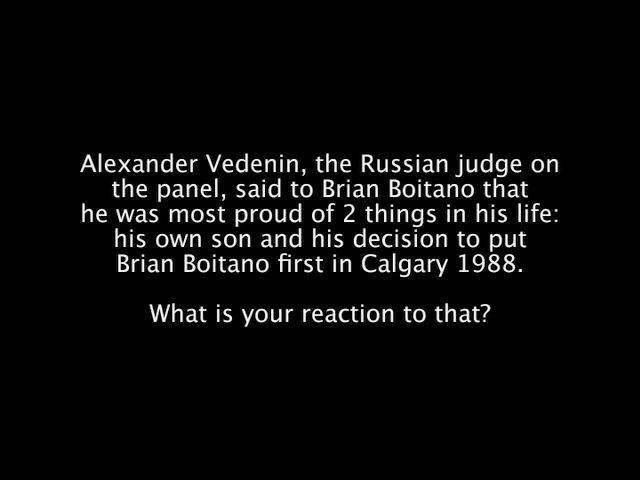 Alexander Vedenin, the Russian judge on
the panel, said to Brian Boitano that
he was most proud of 2 things in his life:
his own son and his decision to put
Brian Boitano first in Calgary 1988.
What is your reaction to that?